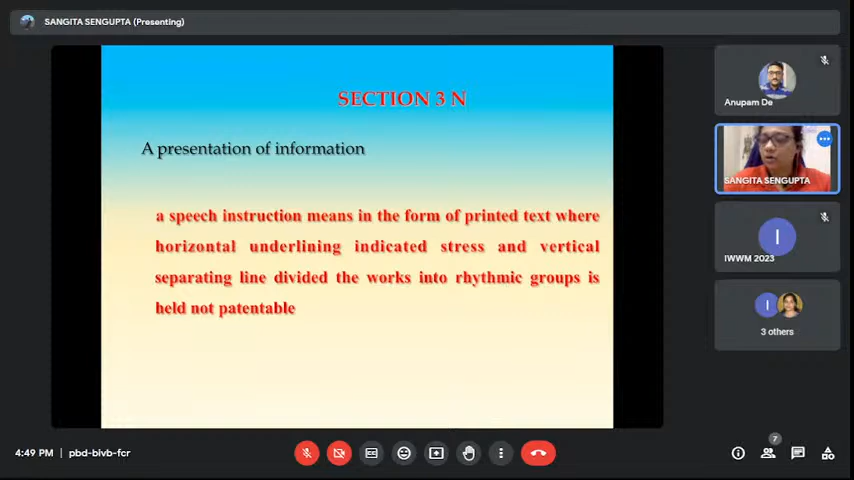 SANGITA SENGUPTA (Presenting)
SECTION 3 N
A presentation of information
a speech instruction means in the form of printed text where
horizontal underlining indicated stress and vertical
separating line divided the works into rhythmic groups is
held not patentable
Anupam De
SANGITA SENGUPTA
I
IWWM 2023
I
3 others
4:49 PM | pbd-bivb-fcr
7